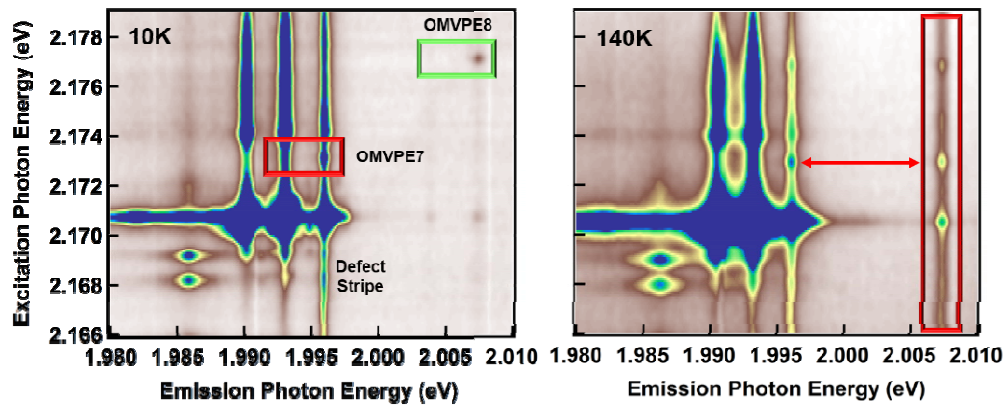 OMVPE8
2.178
10K
140K
2.176
2.174
OMVPE7
2.172
2.170
2.168
Defect
Stripe
2.166
1.980 1.985 1.990 1.995 2.000 2.005 2.010
1.980 1.985 1.990 1.995 2.000 2.005 2.010
Excitation Photon Energy (eV)
Emission Photon Energy (eV)
Emission Photon Energy (eV)